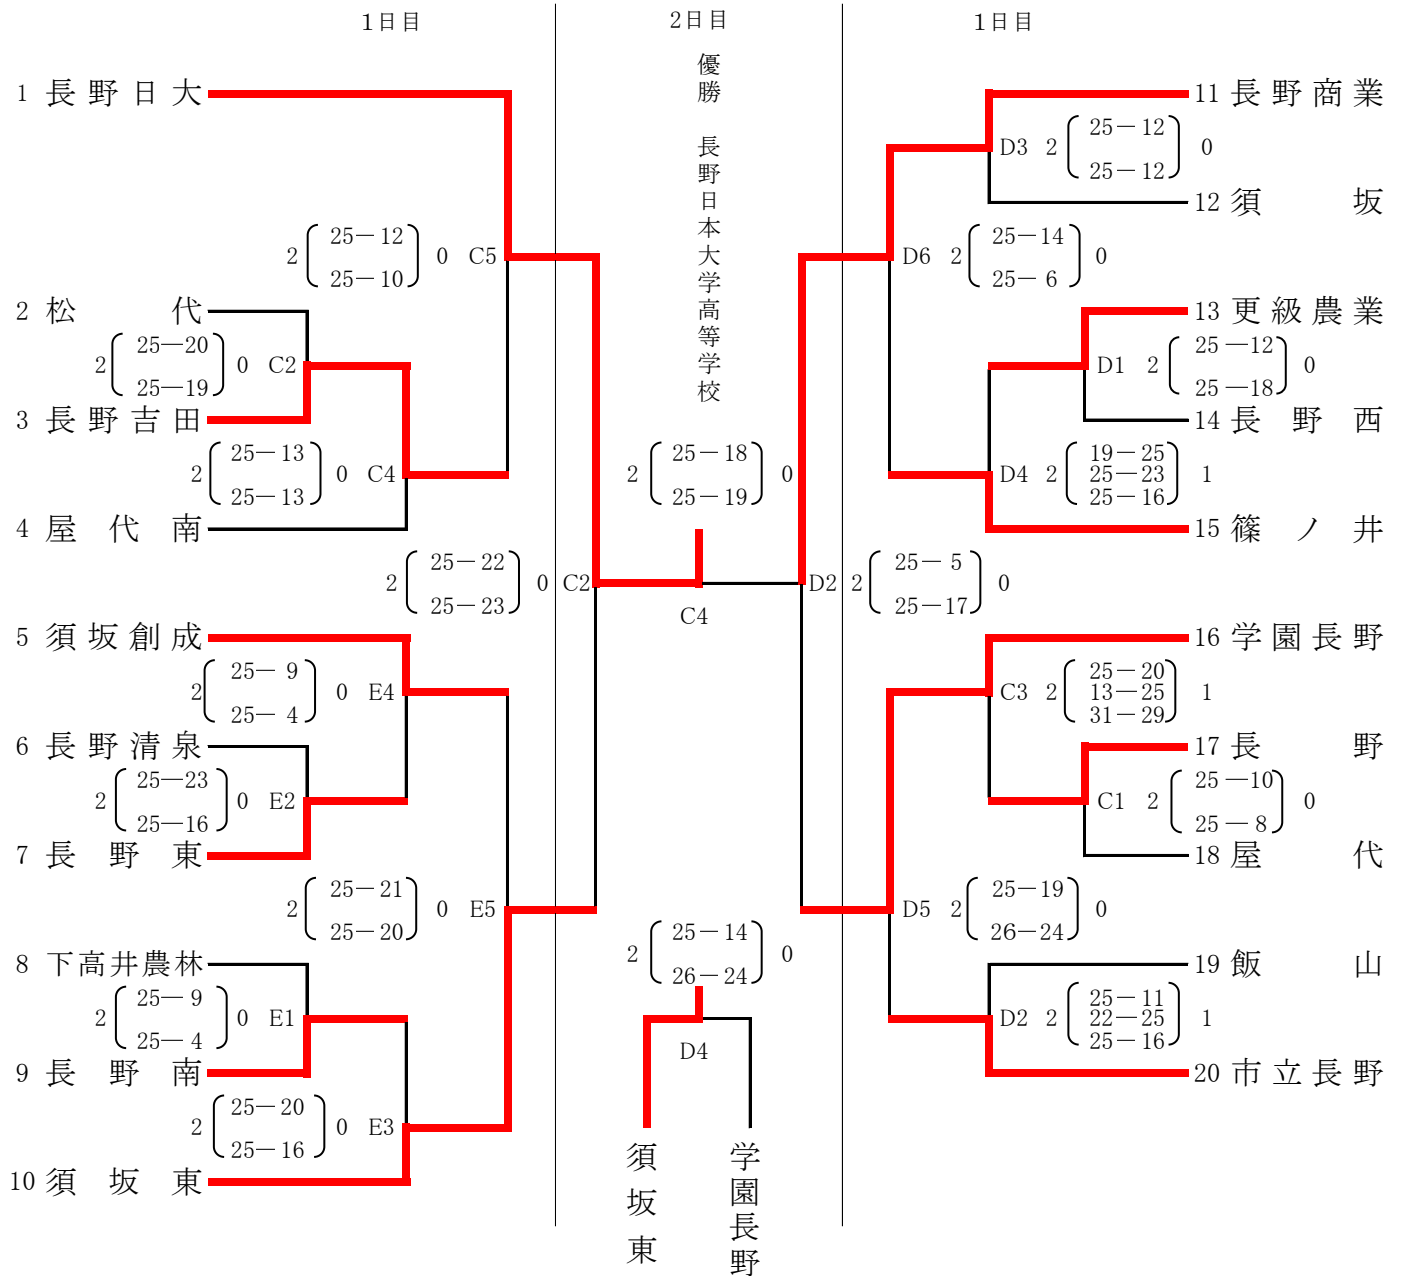 1日目
2日目
1日目
優勝 長野日本大学高等学校
1 長野日大
2 25－12 0 C5
25－10
2 松代
2 25－20 0 C2
25－19
3 長野吉田
2 25－13 0 C4
25－13
4 屋代南
2 25－22 0 C2
25－23
5 須坂創成
2 25－9 0 E4
25－4
6 長野清泉
2 25－23 0 E2
25－16
7 長野東
2 25－21 0 E5
25－20
8 下高井農林
2 25－9 0 E1
25－4
9 長野南
2 25－20 0 E3
25－16
10 須坂東
2 25－18 0
25－19
C4
2 25－14 0
26－24
D4
須坂東
学園長野
11 長野商業
D3 2 25－12 0
25－12
12 須坂
D6 2 25－14 0
25－6
13 更級農業
D1 2 25－12 0
25－18
14 長野西
D4 2 19－25 1
25－23
25－16
15 篠ノ井
D2 2 25－5 0
25－17
16 学園長野
C3 2 25－20 1
13－25
31－29
17 長野
C1 2 25－10 0
25－8
18 屋代
D5 2 25－19 0
26－24
19 飯山
D2 2 25－11 1
22－25
25－16
20 市立長野